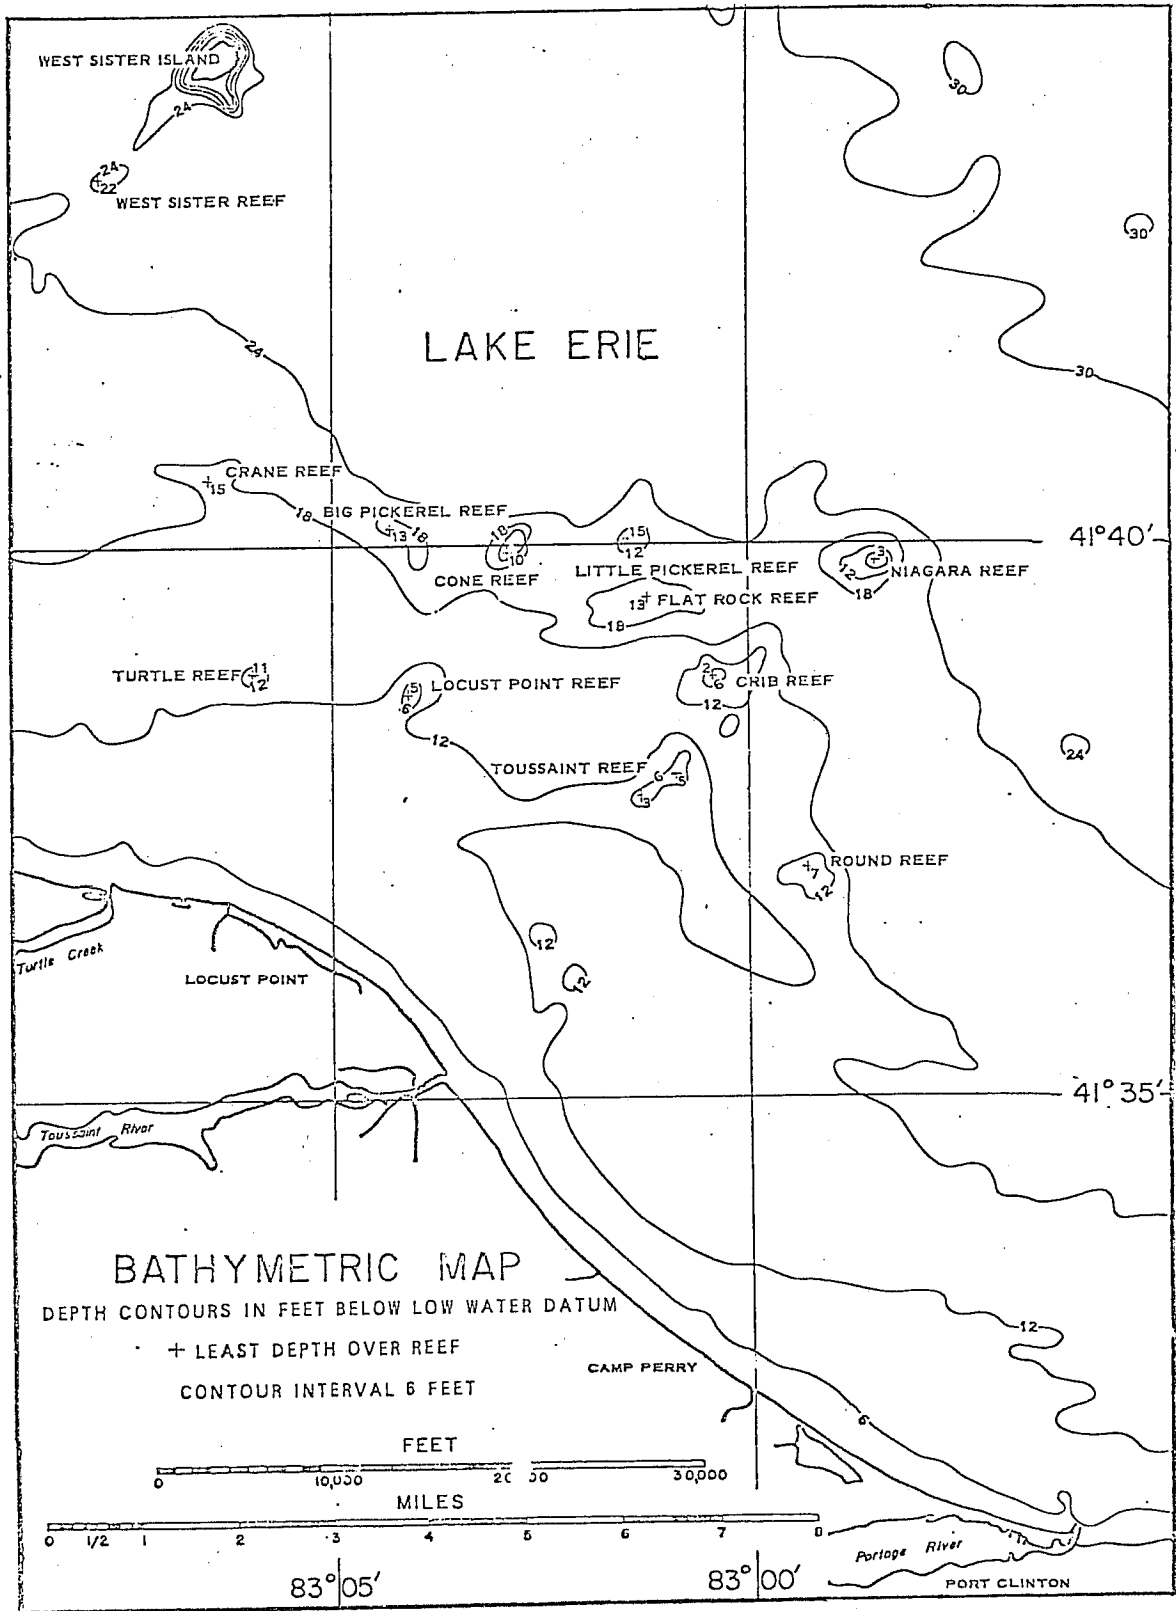 WEST SISTER ISLAND
24
30
24
22
WEST SISTER REEF
30
LAKE ERIE
24
30
CRANE REEF
15
18
BIG PICKEREL REEF
13
18
18
10
CONE REEF
15
12
LITTLE PICKEREL REEF
41°40'
3
12
NIAGARA REEF
18
13
FLAT ROCK REEF
18
TURTLE REEF
11
12
5
LOCUST POINT REEF
6
12
2
6
CRIB REEF
12
24
TOUSSAINT REEF
6
5
3
ROUND REEF
7
12
12
12
Turtle Creek
LOCUST POINT
41°35'
Toussaint River
BATHYMETRIC MAP
DEPTH CONTOURS IN FEET BELOW LOW WATER DATUM
+ LEAST DEPTH OVER REEF
CONTOUR INTERVAL 6 FEET
12
CAMP PERRY
6
FEET
0 10,000 30,000
MILES
0 1/2 1 2 3 4 5 6 7 8
Portage River
PORT CLINTON
83°05' 83°00'